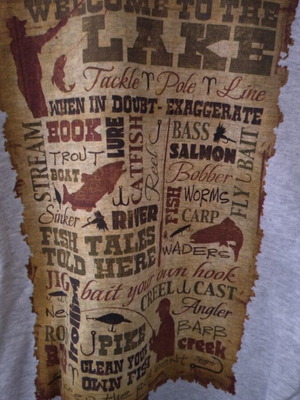 WELCOME TO THE
LAKE
Tackle Pole Line
WHEN IN DOUBT - EXAGGERATE
STREAM
HOOK
LURE
CATFISH
Reel
BASS
FLY
BAIT
TROUT
SALMON
BOAT
Bobber
FISH
WORMS
Sinker
RIVER
CARP
WADERS
FISH TALES
TOLD HERE
JIG
bait your own hook
CREEL
CAST
Angler
PIKE
BARB
creek
CLEAN YOUR
OWN FISH